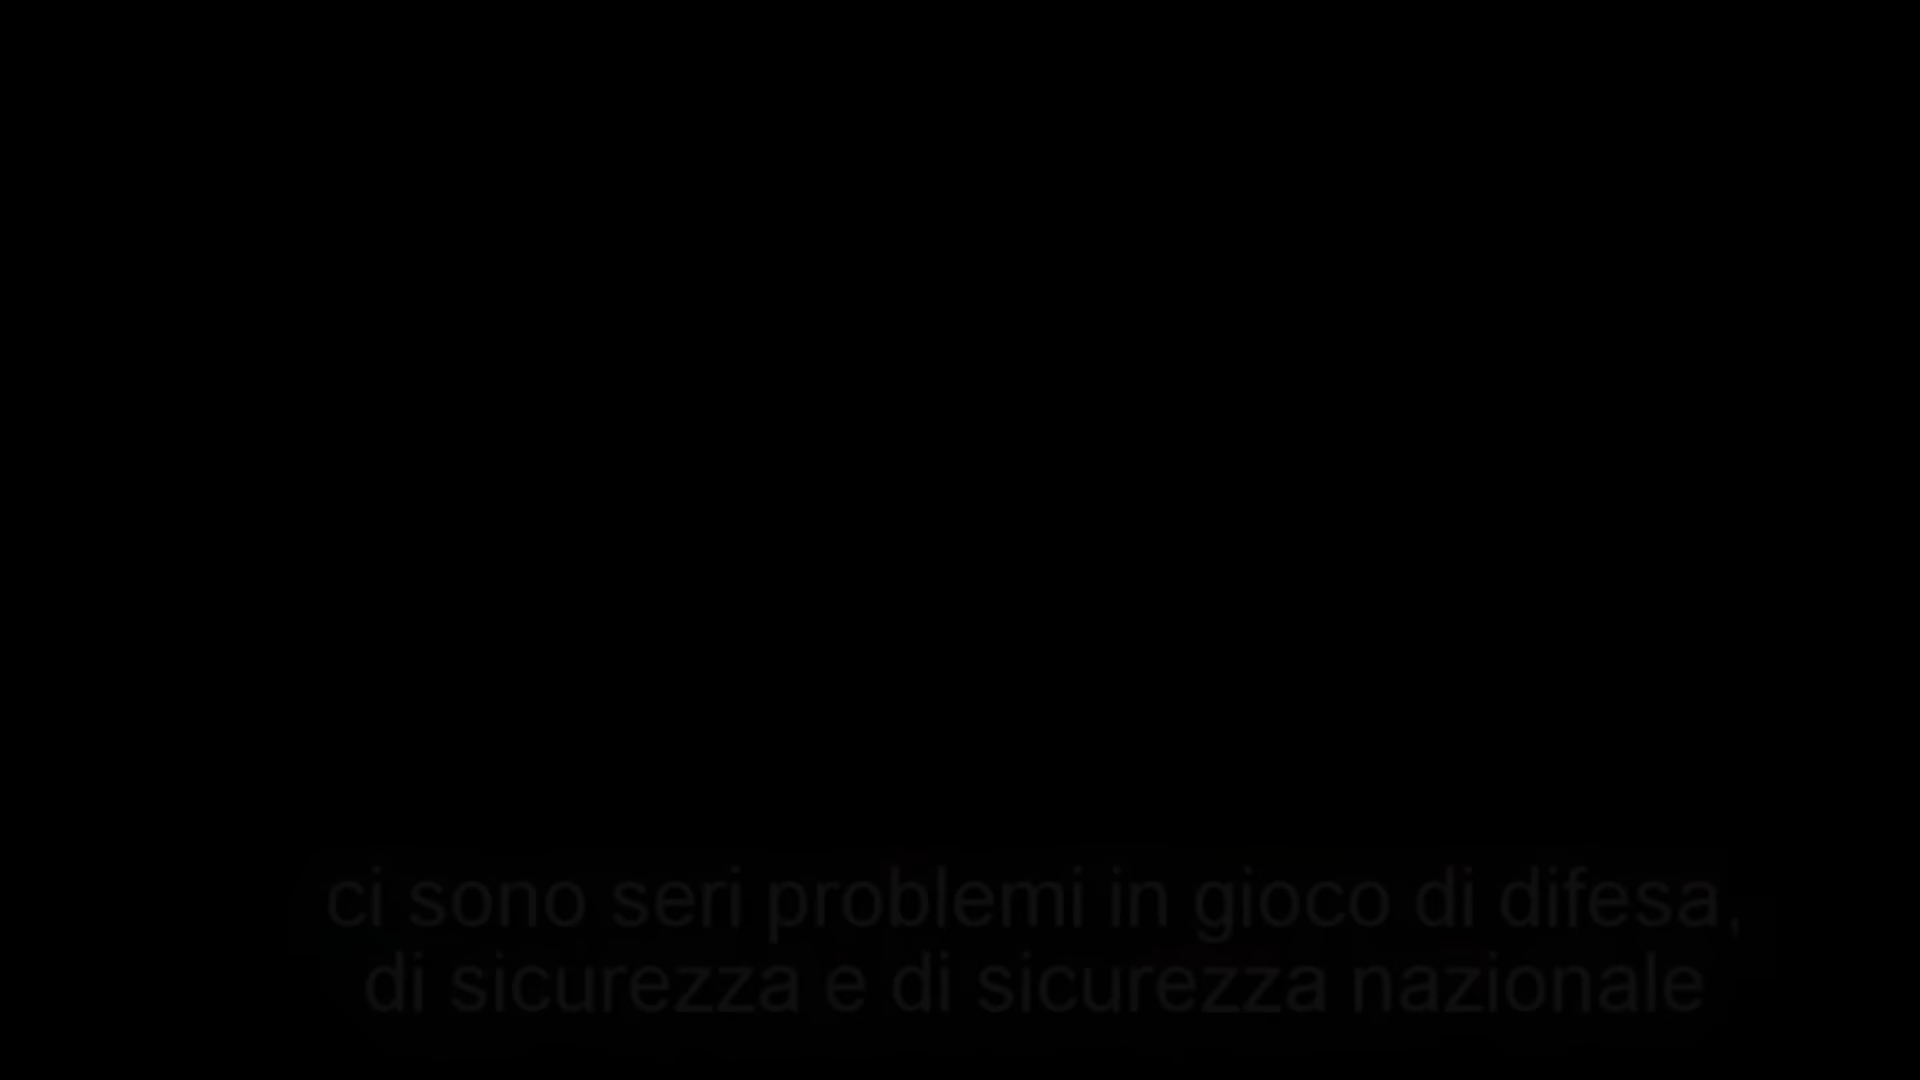 ci sono seri problemi in gioco di difesa,
di sicurezza e di sicurezza nazionale